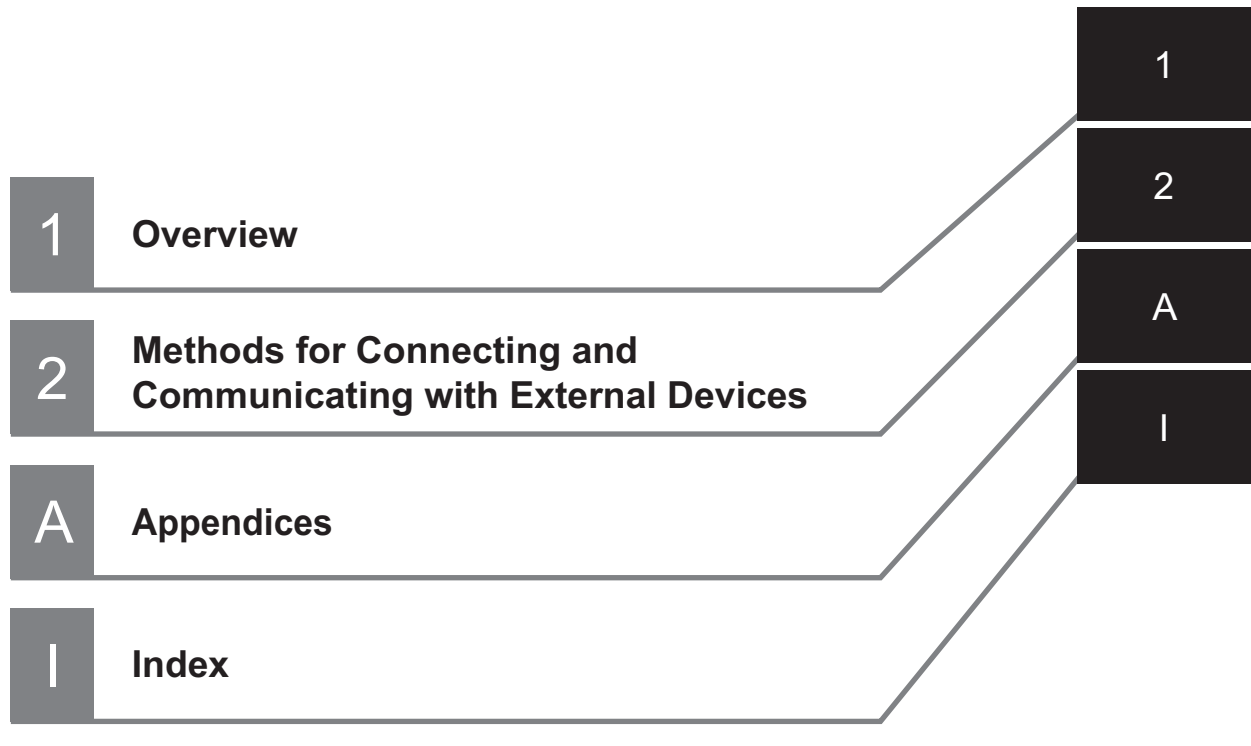 1
Overview
2
Methods for Connecting and
Communicating with External Devices
A
Appendices
I
Index
1
2
A
I